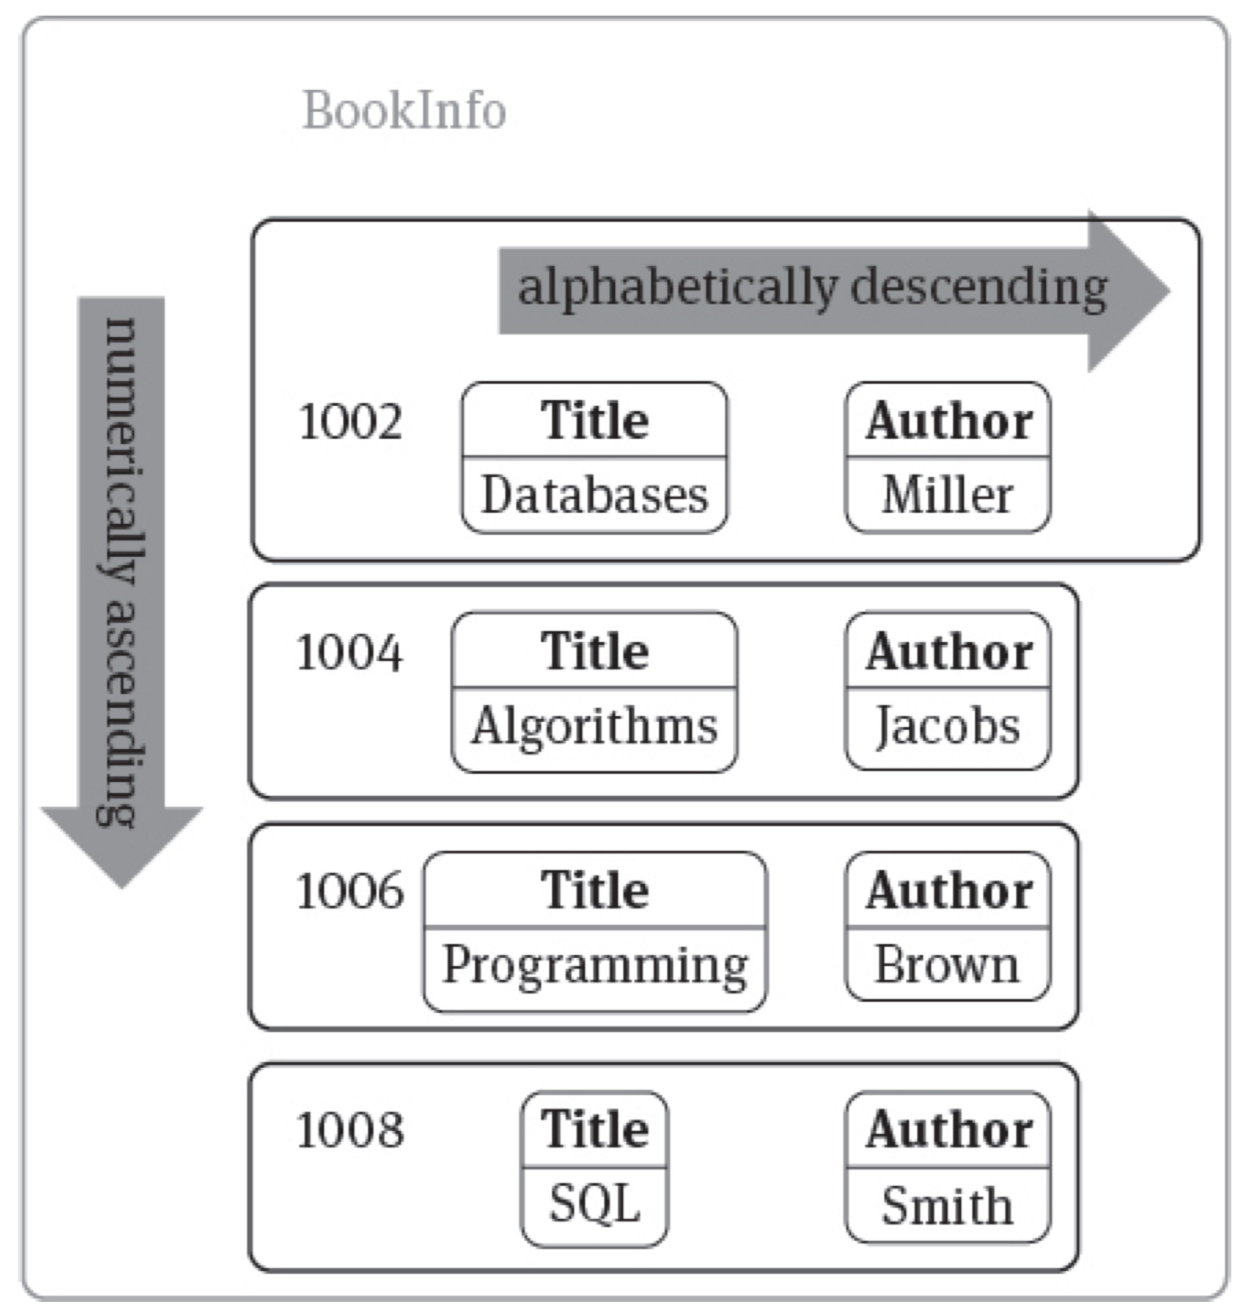 BookInfo
alphabetically descending
numerically ascending
1002 Title Author
Databases Miller
1004 Title Author
Algorithms Jacobs
1006 Title Author
Programming Brown
1008 Title Author
SQL Smith